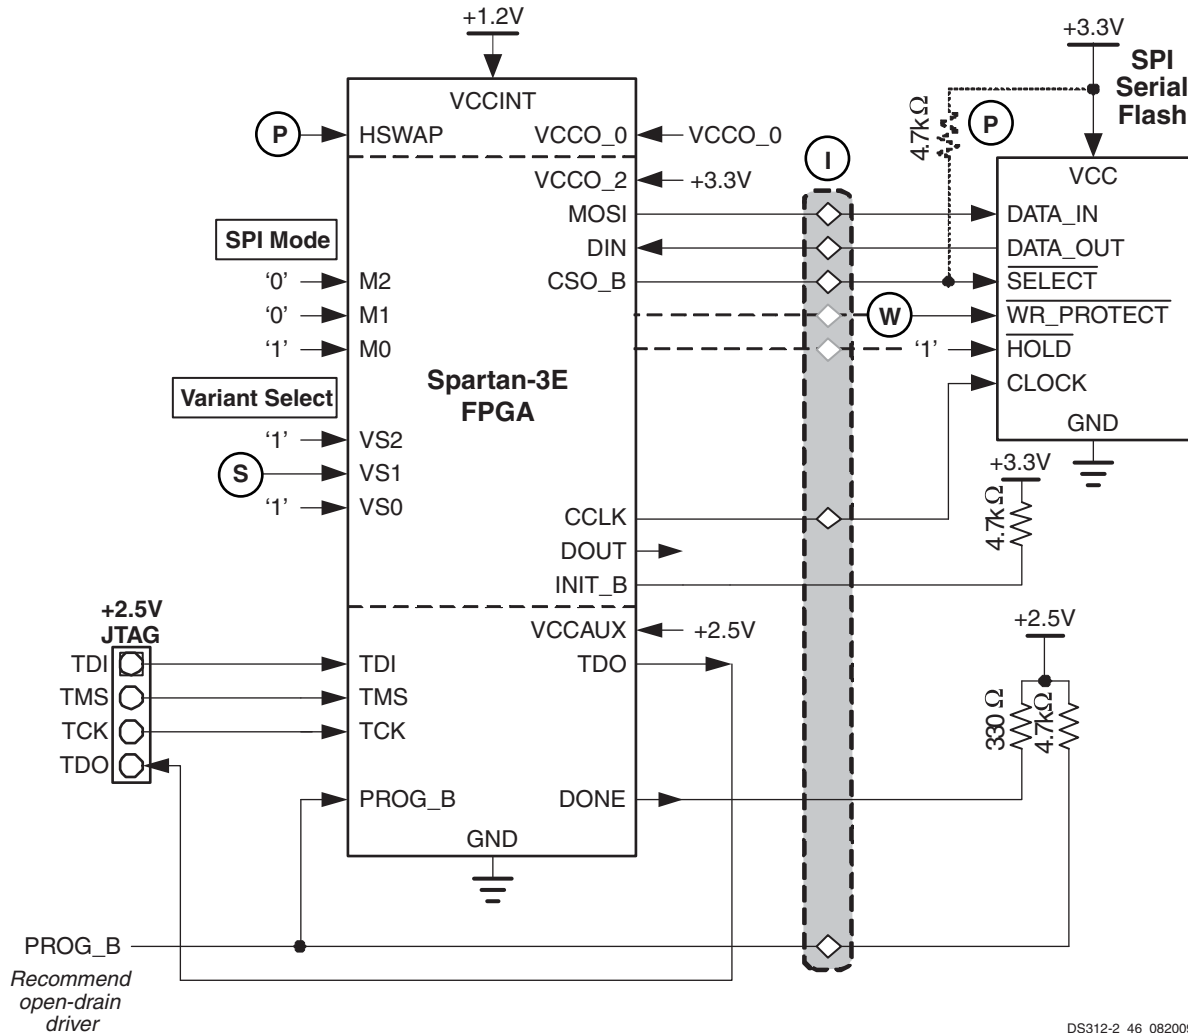 +1.2V
+3.3V
SPI
Serial
Flash
VCCINT
P
HSWAP
VCCO_0
VCCO_0
4.7kΩ
P
I
VCC
VCCO_2
+3.3V
MOSI
DATA_IN
SPI Mode
DIN
DATA_OUT
'0'
M2
CSO_B
SELECT
'0'
M1
W
WR_PROTECT
'1'
M0
'1'
HOLD
Spartan-3E
FPGA
CLOCK
Variant Select
GND
'1'
VS2
S
VS1
+3.3V
'1'
VS0
CCLK
4.7kΩ
DOUT
INIT_B
+2.5V
JTAG
VCCAUX
+2.5V
+2.5V
TDI
TDI
TDO
TMS
TMS
TCK
TCK
330 Ω
4.7kΩ
TDO
PROG_B
DONE
GND
PROG_B
Recommend
open-drain
driver